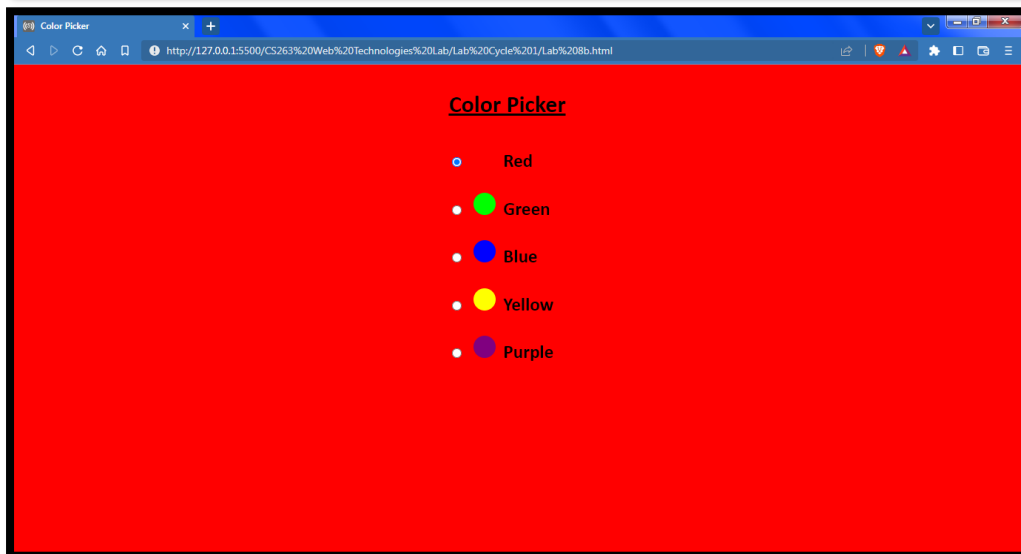 Color Picker
http://127.0.0.1:5500/CS263%20Web%20Technologies%20Lab/Lab%20Cycle%201/Lab%208b.html
Color Picker
Red
Green
Blue
Yellow
Purple